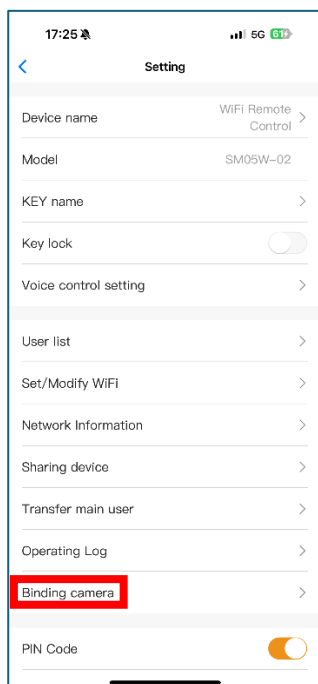 17:25 5G 61
Setting
Device name WiFi Remote
Control
Model SM05W-02
KEY name
Key lock
Voice control setting
User list
Set/Modify WiFi
Network Information
Sharing device
Transfer main user
Operating Log
Binding camera
PIN Code